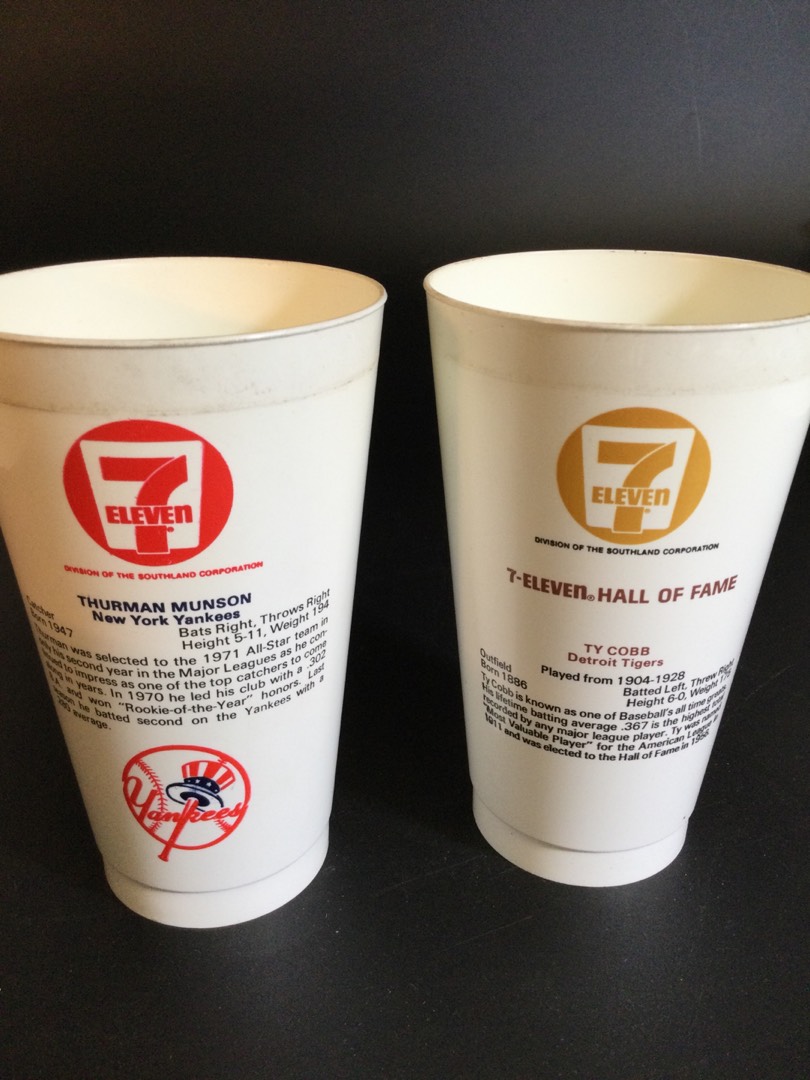 7
ELEVEN
DIVISION OF THE SOUTHLAND CORPORATION
THURMAN MUNSON
New York Yankees
Catcher Bats Right, Throws Right
Born 1947 Height 5-11, Weight 194
Thurman was selected to the 1971 All-Star team in
his second year in the Major Leagues as he con-
to impress as one of the top catchers to come
in years. In 1970 he led his club with a .302
and won "Rookie-of-the-Year" honors. Last
he batted second on the Yankees with a
average.
Yankees
7
ELEVEN
DIVISION OF THE SOUTHLAND CORPORATION
7-ELEVEN® HALL OF FAME
TY COBB
Detroit Tigers
Played from 1904-1928
Outfield Batted Left, Threw Right
Born 1886 Height 6-0, Weight
Ty Cobb is known as one of Baseball's all time greats.
His lifetime batting average .367 is the highest
recorded by any major league player. Ty was named
"Most Valuable Player" for the American League in
1911 and was elected to the Hall of Fame in